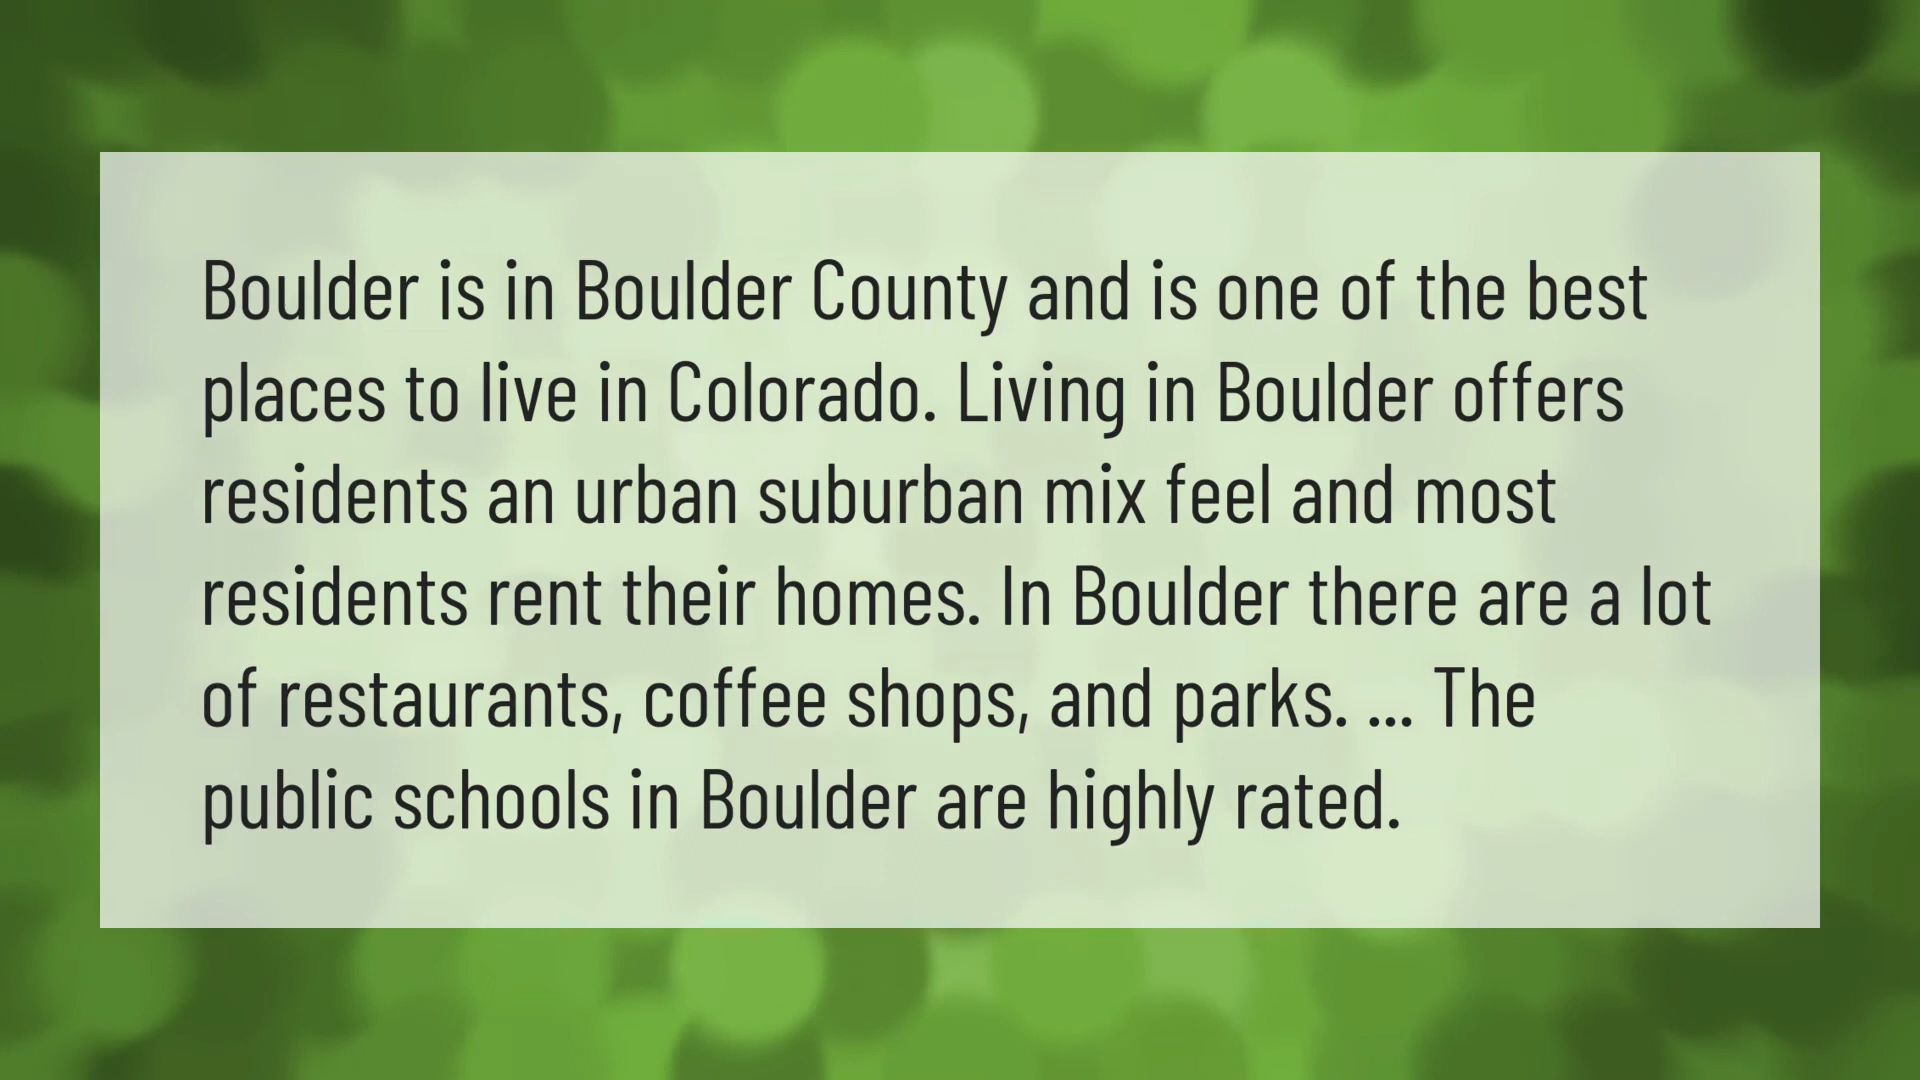 Boulder is in Boulder County and is one of the best
places to live in Colorado. Living in Boulder offers
residents an urban suburban mix feel and most
residents rent their homes. In Boulder there are a lot
of restaurants, coffee shops, and parks. ... The
public schools in Boulder are highly rated.